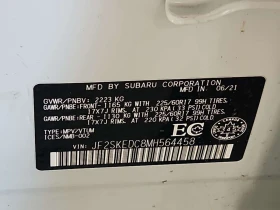 MFD BY SUBARU CORPORATION 06/21
GVWR/PNBV: 2223 KG
GAWR/PNBE: FRONT-1165 KG WITH 225/60R17 99H TIRES,
17X7J RIMS, AT 230 KPA(33 PSI)COLD
GAWR/PNBE: REAR -1130 KG WITH 225/60R17 99H TIRES,
17X7J RIMS, AT 220 KPA(32 PSI)COLD
TYPE:MPV/VTUM
ICES/NMB-002
EC
JF2SKEDC8MH564458